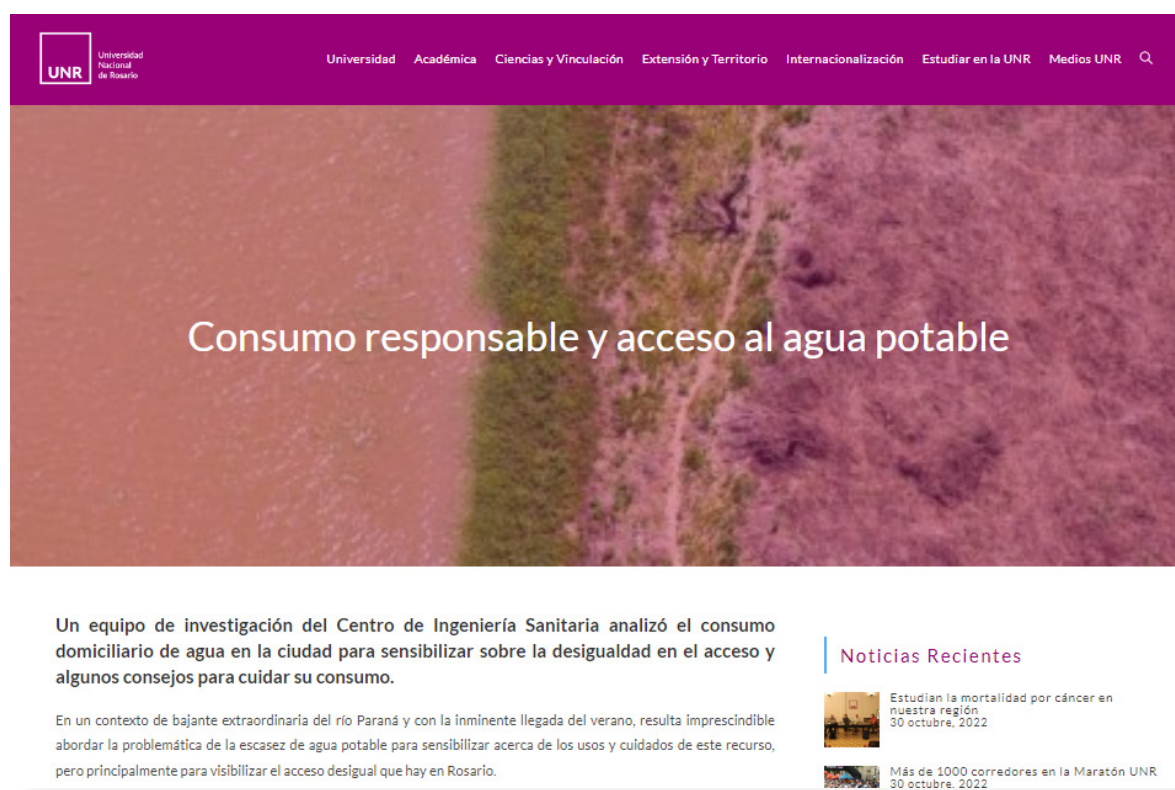 UNR
Universidad
Nacional
de Rosario
Universidad Académica Ciencias y Vinculación Extensión y Territorio Internacionalización Estudiar en la UNR Medios UNR
Consumo responsable y acceso al agua potable
Un equipo de investigación del Centro de Ingeniería Sanitaria analizó el consumo
domiciliario de agua en la ciudad para sensibilizar sobre la desigualdad en el acceso y
algunos consejos para cuidar su consumo.
En un contexto de bajante extraordinaria del río Paraná y con la inminente llegada del verano, resulta imprescindible
abordar la problemática de la escasez de agua potable para sensibilizar acerca de los usos y cuidados de este recurso,
pero principalmente para visibilizar el acceso desigual que hay en Rosario.
Noticias Recientes
Estudian la mortalidad por cáncer en
nuestra región
30 octubre, 2022
Más de 1000 corredores en la Maratón UNR
30 octubre, 2022